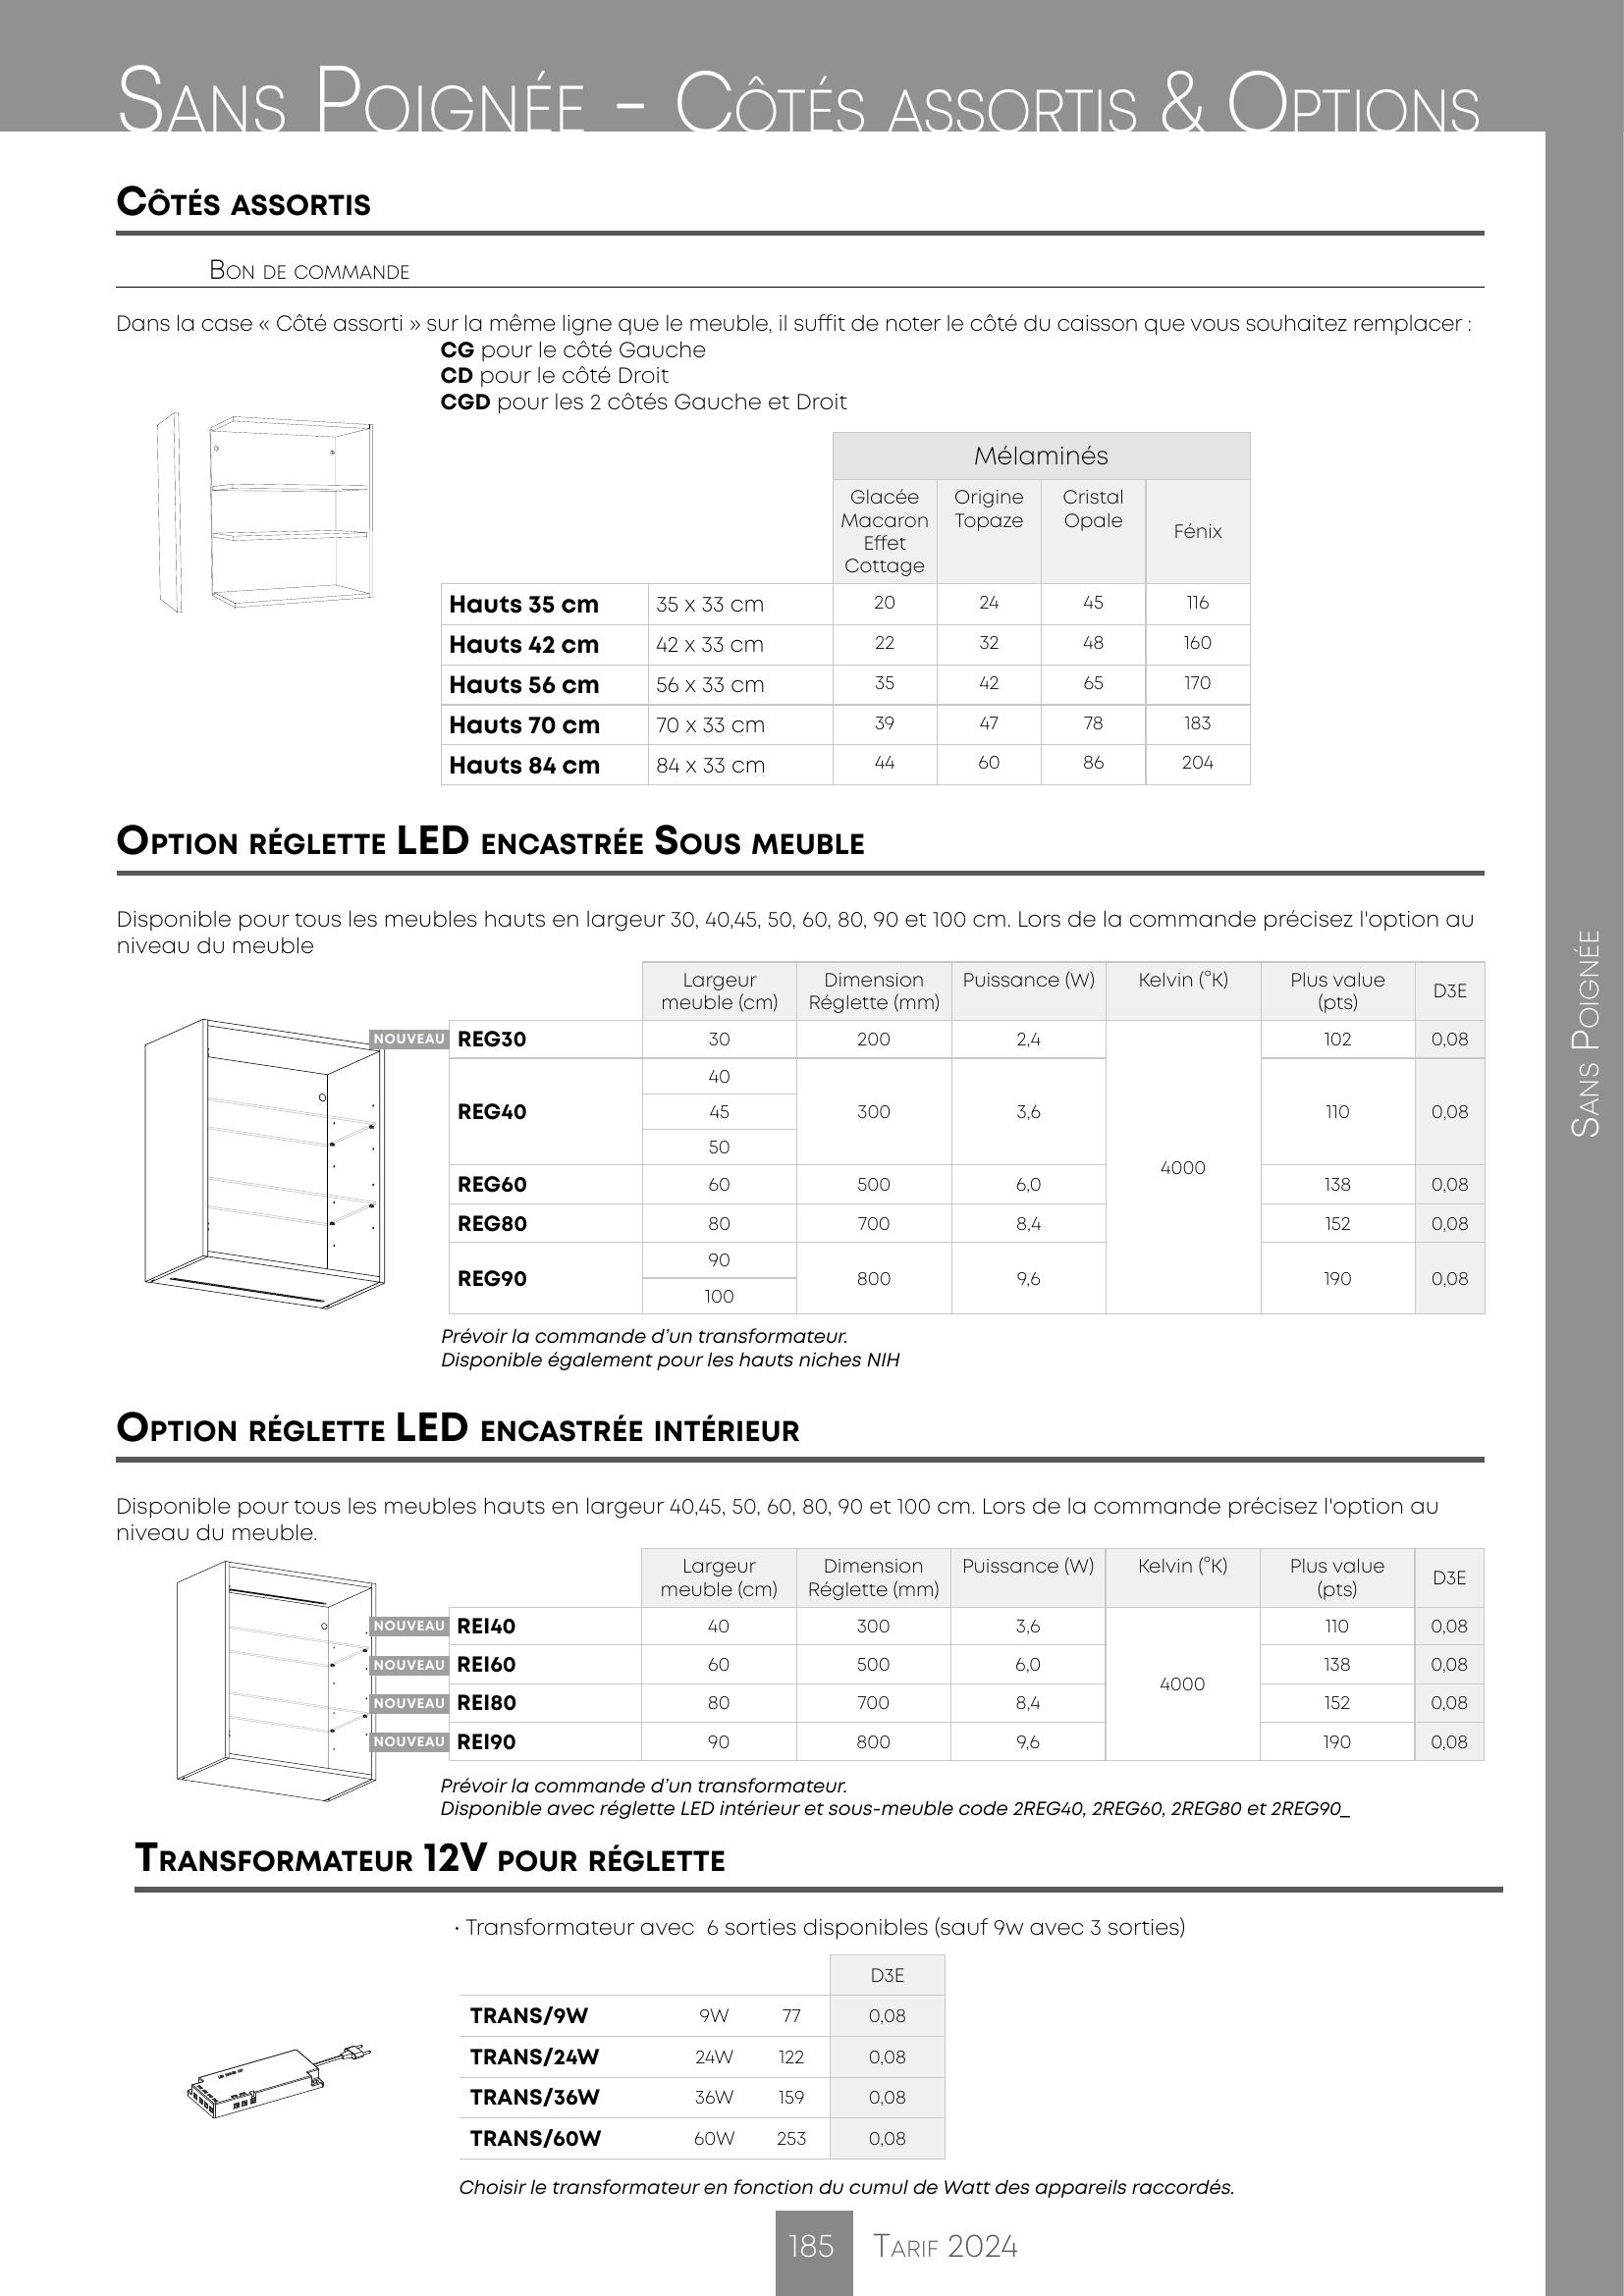 Sans Poignée - Côtés assortis & Options
Côtés assortis
Bon de commande
Dans la case « Côté assorti » sur la même ligne que le meuble, il suffit de noter le côté du caisson que vous souhaitez remplacer :
CG pour le côté Gauche
CD pour le côté Droit
CGD pour les 2 côtés Gauche et Droit
Mélaminés
Glacée Macaron Effet Cottage | Origine Topaze | Cristal Opale | Fénix
Hauts 35 cm 35 x 33 cm 20 24 45 116
Hauts 42 cm 42 x 33 cm 22 32 48 160
Hauts 56 cm 56 x 33 cm 35 42 65 170
Hauts 70 cm 70 x 33 cm 39 47 78 183
Hauts 84 cm 84 x 33 cm 44 60 86 204
Option réglette LED encastrée Sous meuble
Disponible pour tous les meubles hauts en largeur 30, 40,45, 50, 60, 80, 90 et 100 cm. Lors de la commande précisez l'option au
niveau du meuble
Largeur meuble (cm) | Dimension Réglette (mm) | Puissance (W) | Kelvin (°K) | Plus value (pts) | D3E
NOUVEAU REG30 30 200 2,4 102 0,08
40
REG40 45 300 3,6 110 0,08
50
4000
REG60 60 500 6,0 138 0,08
REG80 80 700 8,4 152 0,08
90
REG90 800 9,6 190 0,08
100
Prévoir la commande d’un transformateur.
Disponible également pour les hauts niches NIH
Option réglette LED encastrée intérieur
Disponible pour tous les meubles hauts en largeur 40,45, 50, 60, 80, 90 et 100 cm. Lors de la commande précisez l'option au
niveau du meuble.
Largeur meuble (cm) | Dimension Réglette (mm) | Puissance (W) | Kelvin (°K) | Plus value (pts) | D3E
NOUVEAU REI40 40 300 3,6 110 0,08
NOUVEAU REI60 60 500 6,0 138 0,08
4000
NOUVEAU REI80 80 700 8,4 152 0,08
NOUVEAU REI90 90 800 9,6 190 0,08
Prévoir la commande d’un transformateur.
Disponible avec réglette LED intérieur et sous-meuble code 2REG40, 2REG60, 2REG80 et 2REG90_
Transformateur 12V pour réglette
· Transformateur avec 6 sorties disponibles (sauf 9w avec 3 sorties)
D3E
TRANS/9W 9W 77 0,08
TRANS/24W 24W 122 0,08
TRANS/36W 36W 159 0,08
TRANS/60W 60W 253 0,08
Choisir le transformateur en fonction du cumul de Watt des appareils raccordés.
185 Tarif 2024
Sans Poignée